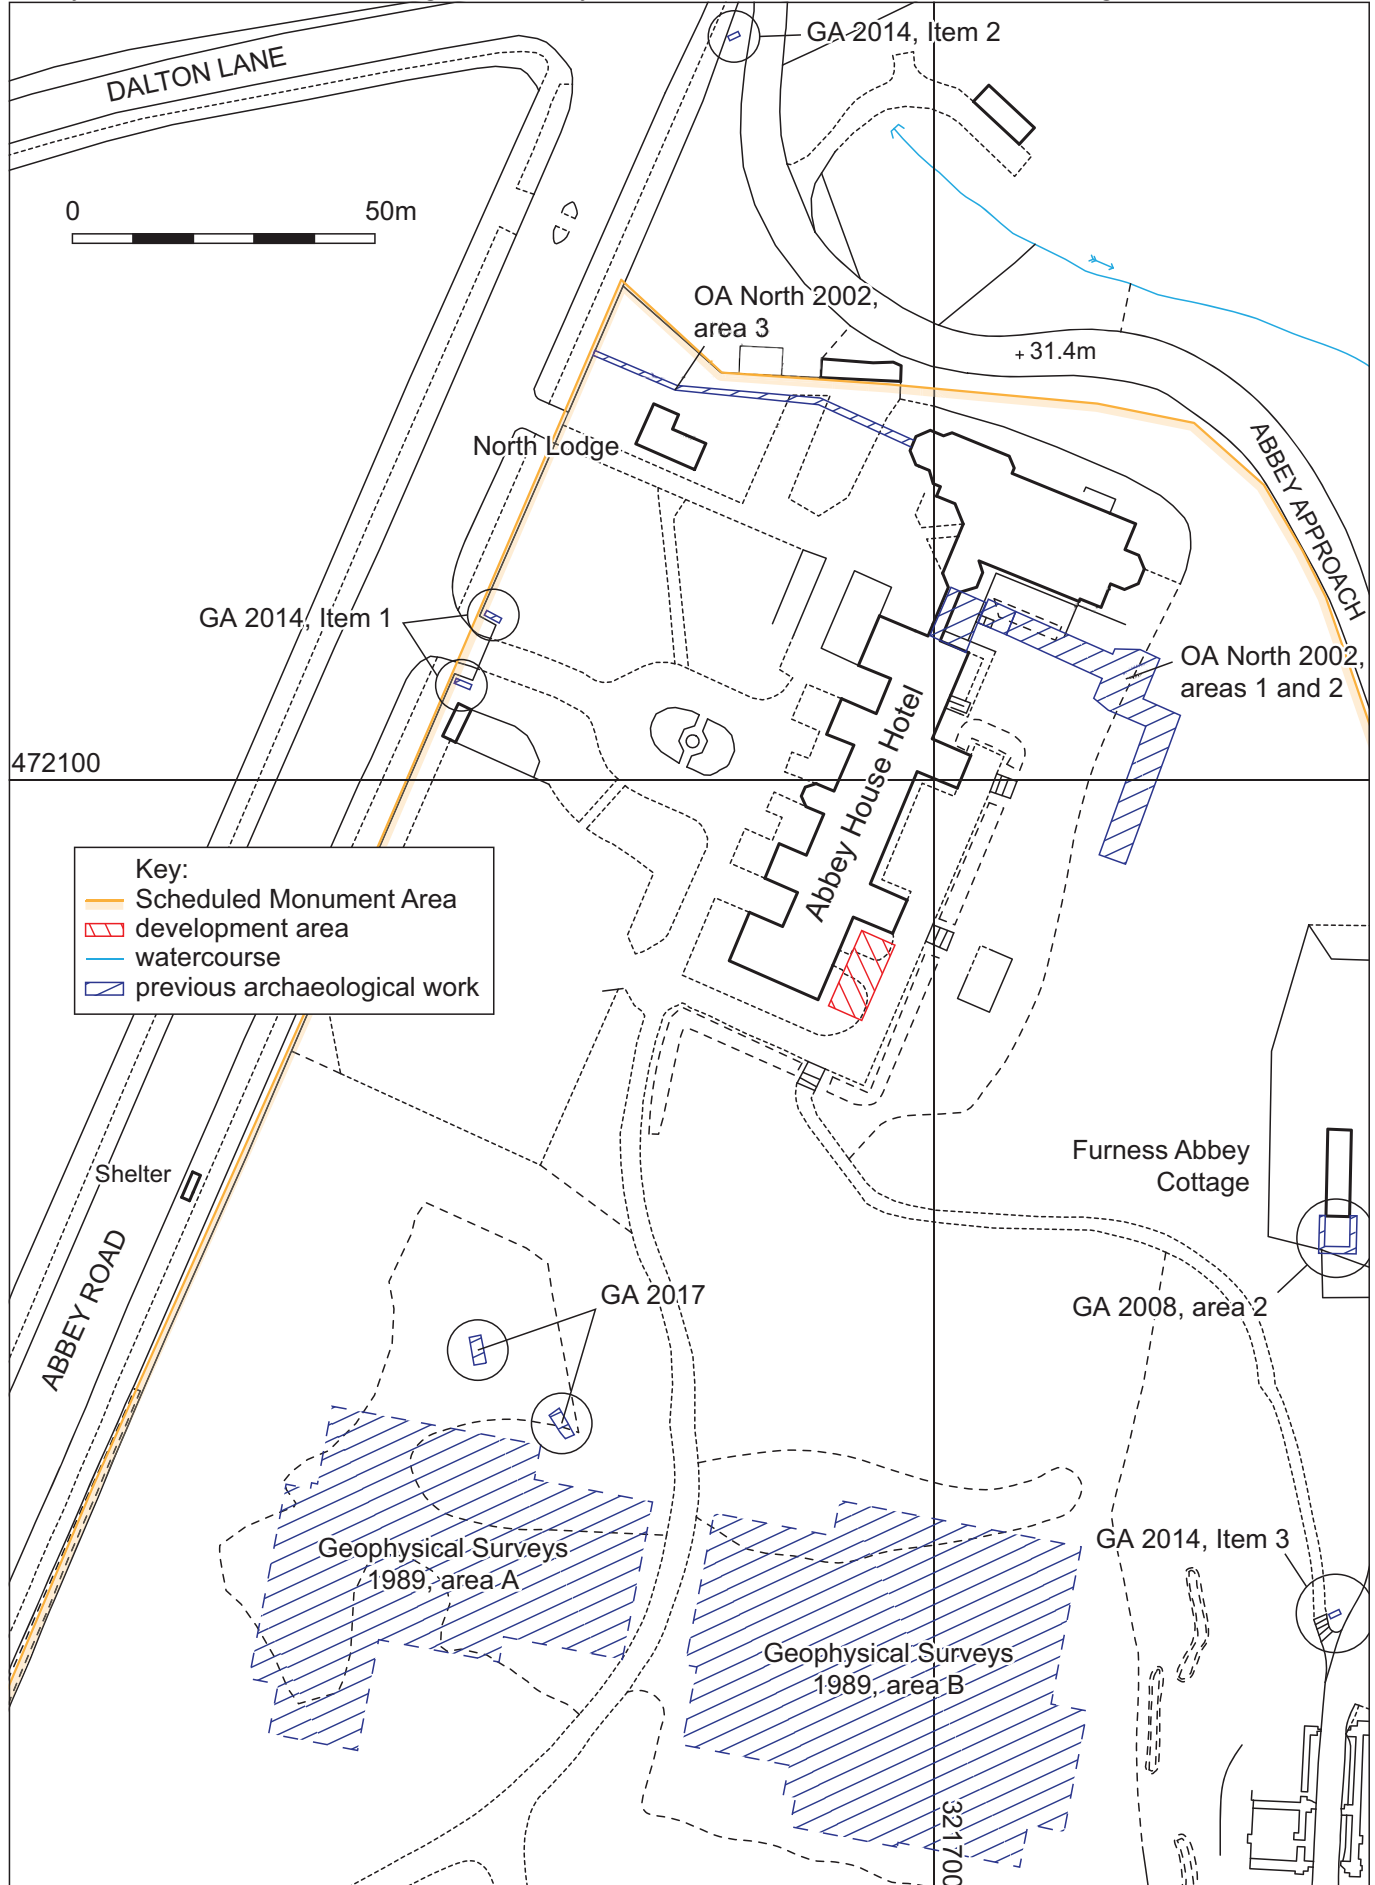 GA 2014, Item 2
DALTON LANE
0 50m
OA North 2002,
area 3
+ 31.4m
North Lodge
ABBEY APPROACH
GA 2014, Item 1
OA North 2002,
areas 1 and 2
Abbey House Hotel
472100
Key:
Scheduled Monument Area
development area
watercourse
previous archaeological work
Furness Abbey
Cottage
Shelter
ABBEY ROAD
GA 2017
GA 2008, area 2
GA 2014, Item 3
Geophysical Surveys
1989, area A
Geophysical Surveys
1989, area B
321700